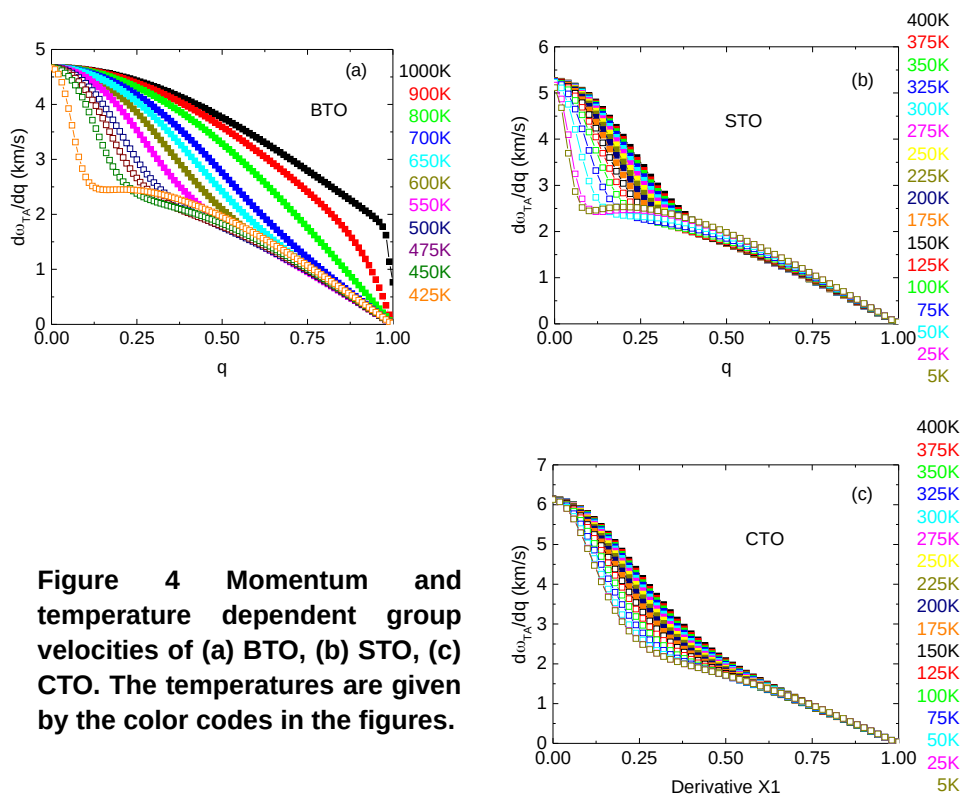 (a)
BTO
5
4
3
2
1
0
0.00 0.25 0.50 0.75 1.00
q
dω_TA/dq (km/s)
1000K
900K
800K
700K
650K
600K
550K
500K
475K
450K
425K
(b)
STO
6
5
4
3
2
1
0
0.00 0.25 0.50 0.75 1.00
q
dω_TA/dq (km/s)
400K
375K
350K
325K
300K
275K
250K
225K
200K
175K
150K
125K
100K
75K
50K
25K
5K
(c)
CTO
7
6
5
4
3
2
1
0
0.00 0.25 0.50 0.75 1.00
Derivative X1
dω_TA/dq (km/s)
400K
375K
350K
325K
300K
275K
250K
225K
200K
175K
150K
125K
100K
75K
50K
25K
5K
Figure 4 Momentum and
temperature dependent group
velocities of (a) BTO, (b) STO, (c)
CTO. The temperatures are given
by the color codes in the figures.